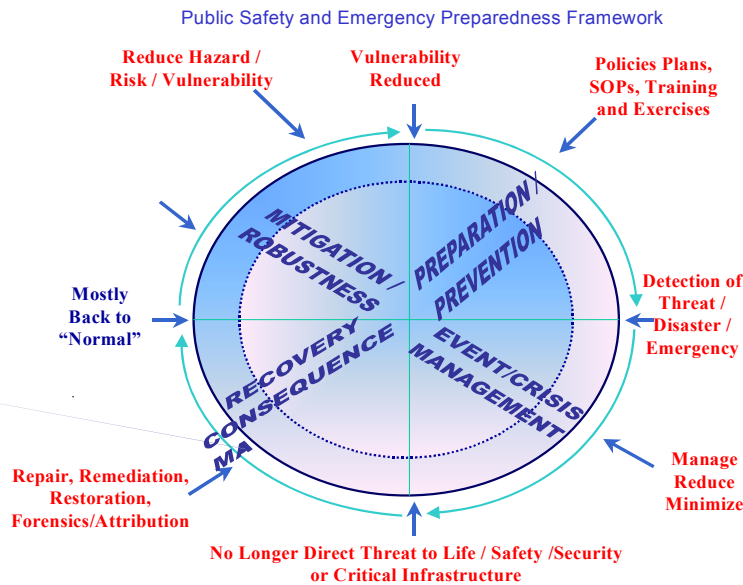 Public Safety and Emergency Preparedness Framework
Reduce Hazard /
Risk / Vulnerability
Vulnerability
Reduced
Policies Plans,
SOPs, Training
and Exercises
MITIGATION /
ROBUSTNESS
PREPARATION /
PREVENTION
Mostly
Back to
“Normal”
Detection of
Threat /
Disaster /
Emergency
RECOVERY
CONSEQUENCE
MA
EVENT/CRISIS
MANAGEMENT
Repair, Remediation,
Restoration,
Forensics/Attribution
Manage
Reduce
Minimize
No Longer Direct Threat to Life / Safety /Security
or Critical Infrastructure